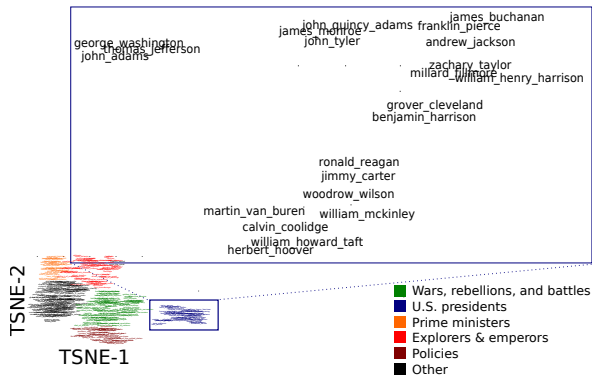 james_buchanan
john_quincy_adams
franklin_pierce
james_monroe
george_washington
john_tyler
andrew_jackson
thomas_jefferson
john_adams
zachary_taylor
millard_fillmore
william_henry_harrison
grover_cleveland
benjamin_harrison
ronald_reagan
jimmy_carter
woodrow_wilson
martin_van_buren
william_mckinley
calvin_coolidge
william_howard_taft
herbert_hoover
TSNE-2
TSNE-1
Wars, rebellions, and battles
U.S. presidents
Prime ministers
Explorers & emperors
Policies
Other